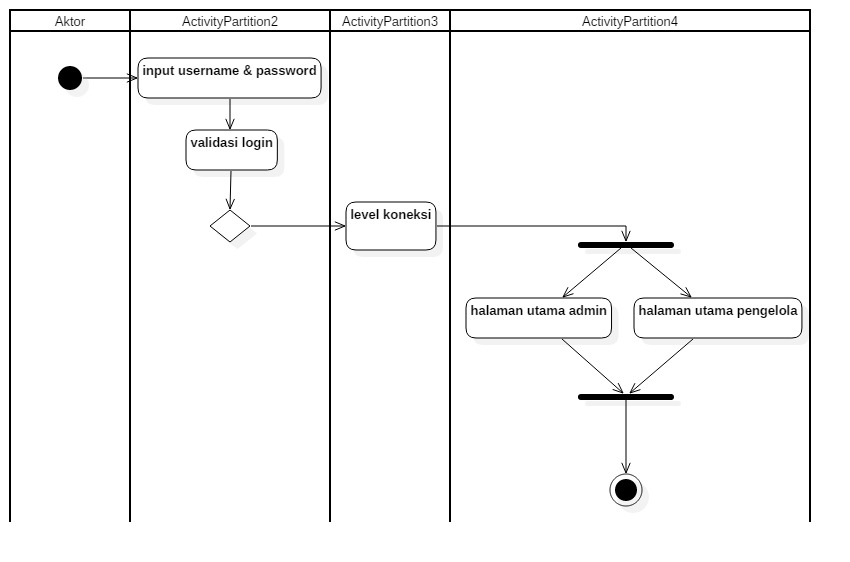 Aktor
ActivityPartition2
ActivityPartition3
ActivityPartition4
input username & password
validasi login
level koneksi
halaman utama admin
halaman utama pengelola